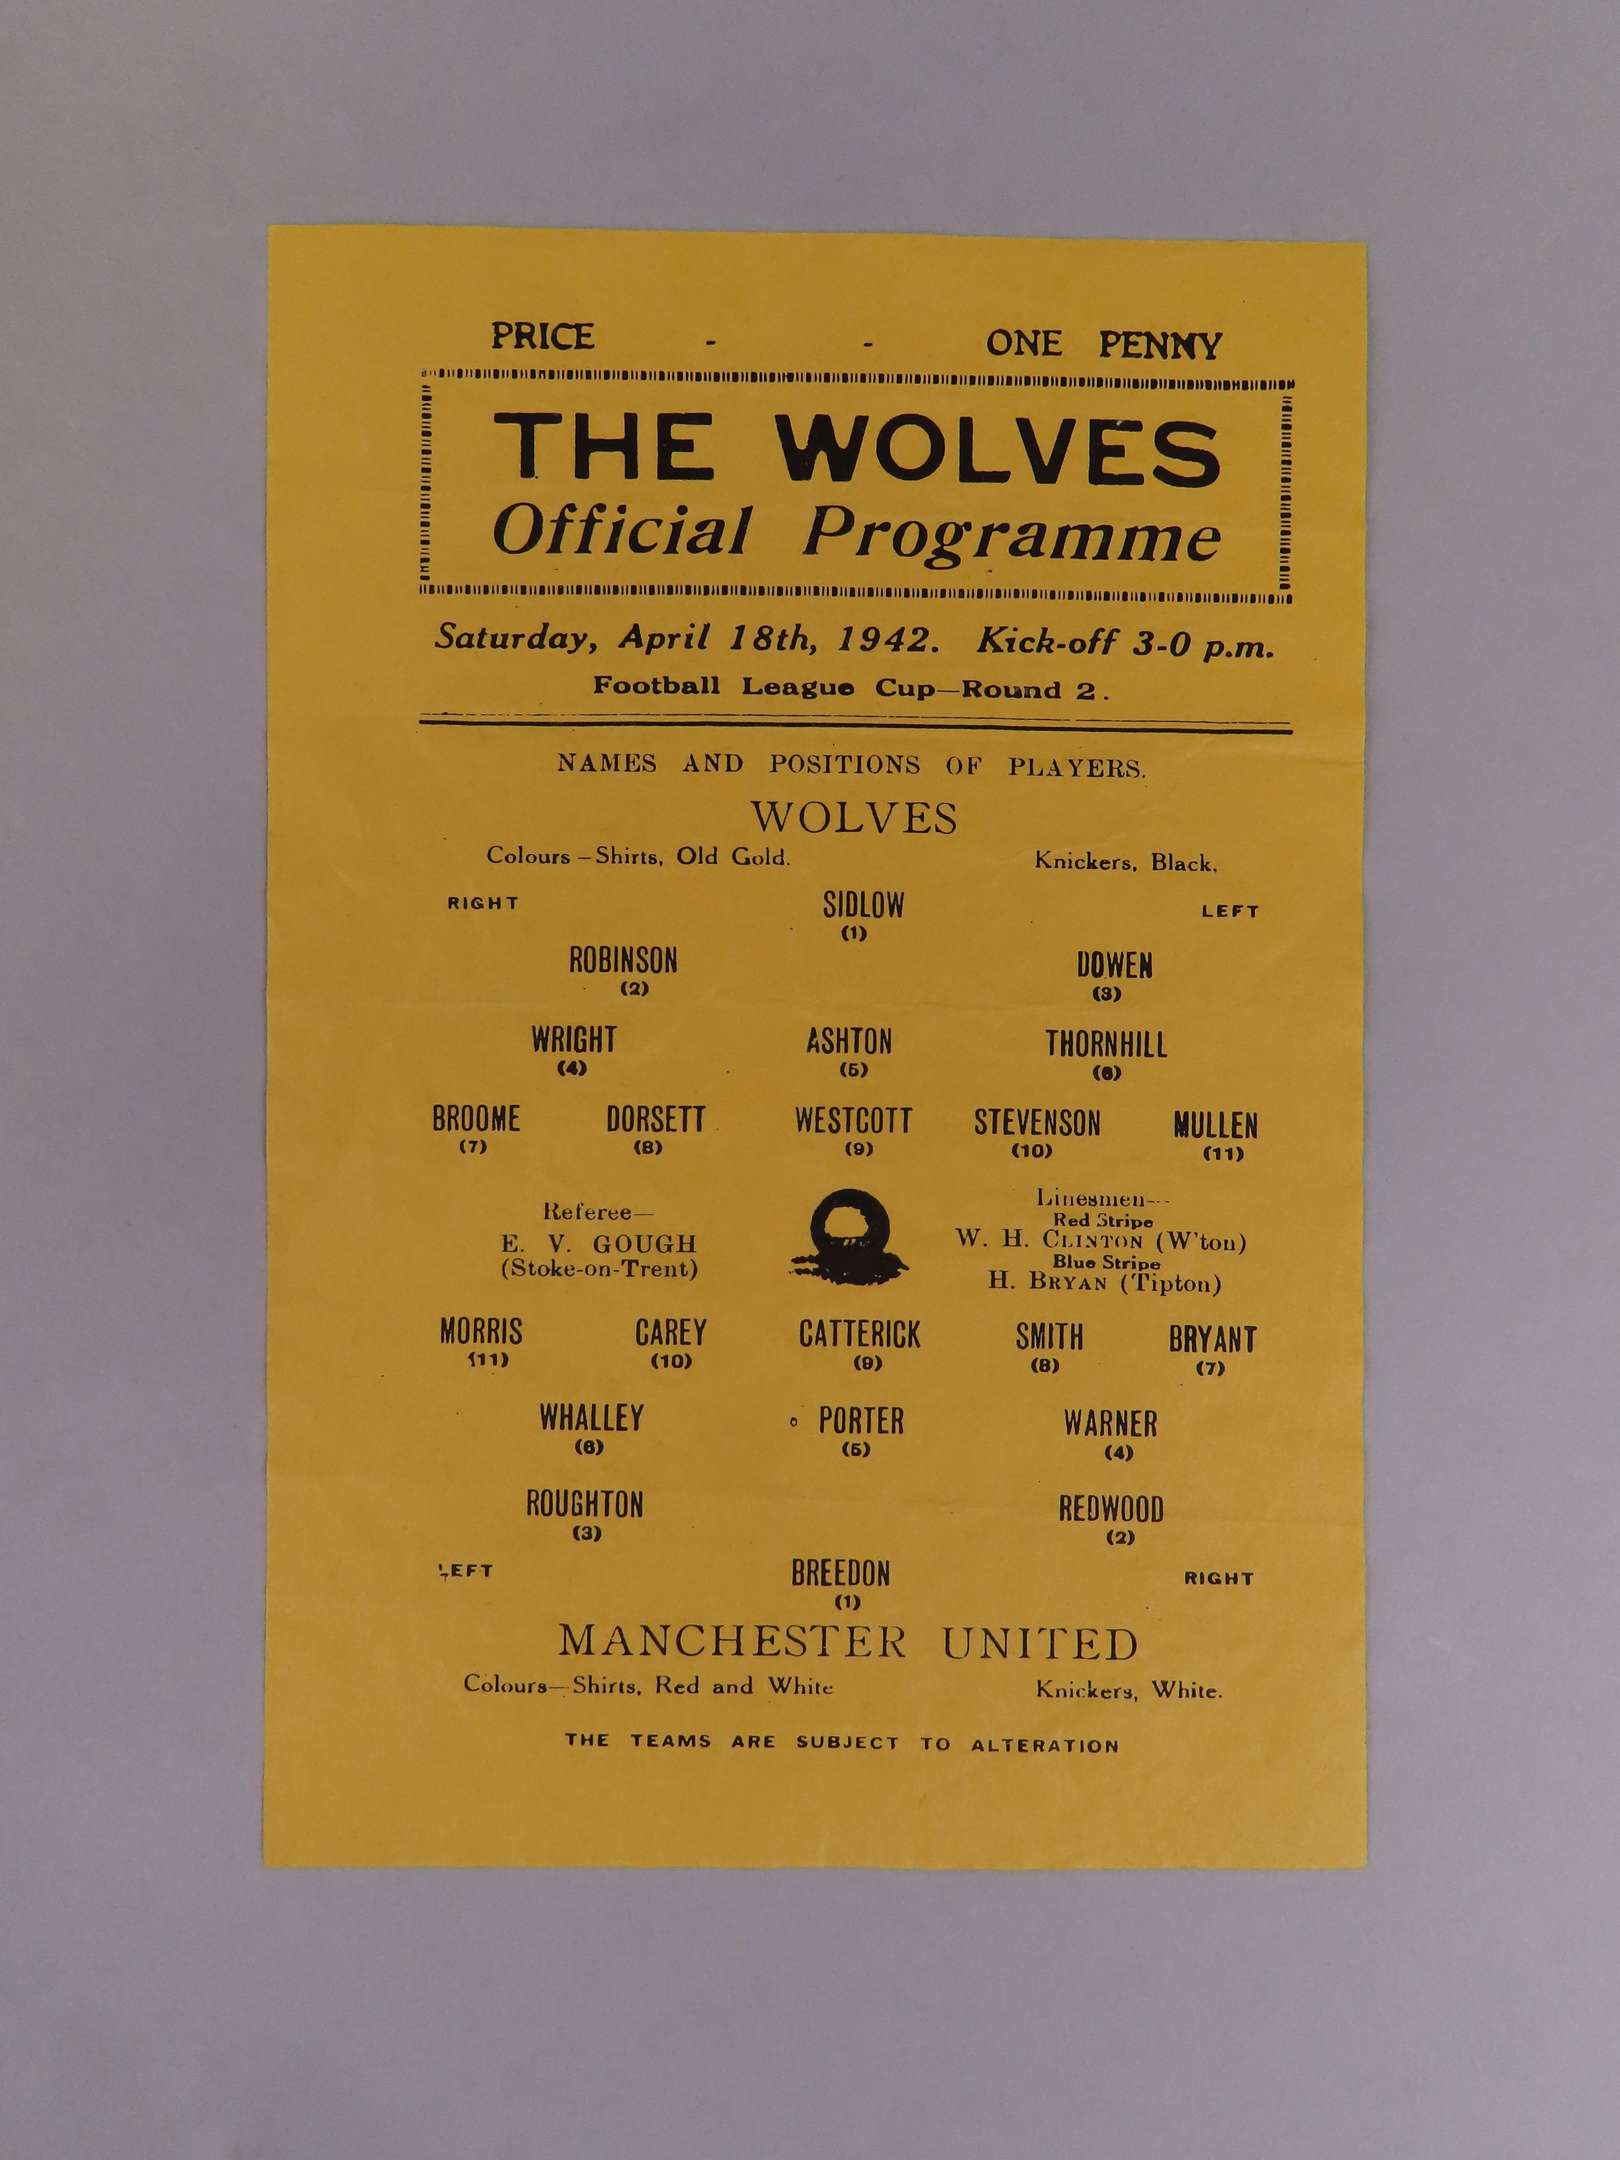 PRICE - - ONE PENNY
THE WOLVES
Official Programme
Saturday, April 18th, 1942. Kick-off 3-0 p.m.
Football League Cup—Round 2.
NAMES AND POSITIONS OF PLAYERS.
WOLVES
Colours – Shirts, Old Gold. Knickers, Black,
RIGHT SIDLOW LEFT
(1)
ROBINSON DOWEN
(2) (3)
WRIGHT ASHTON THORNHILL
(4) (5) (6)
BROOME DORSETT WESTCOTT STEVENSON MULLEN
(7) (8) (9) (10) (11)
Referee—
E. V. GOUGH
(Stoke-on-Trent)
Linesmen—
Red Stripe
W. H. CLINTON (W'ton)
Blue Stripe
H. BRYAN (Tipton)
MORRIS CAREY CATTERICK SMITH BRYANT
(11) (10) (9) (8) (7)
WHALLEY PORTER WARNER
(6) (5) (4)
ROUGHTON REDWOOD
(3) (2)
LEFT BREEDON RIGHT
(1)
MANCHESTER UNITED
Colours—Shirts, Red and White Knickers, White.
THE TEAMS ARE SUBJECT TO ALTERATION